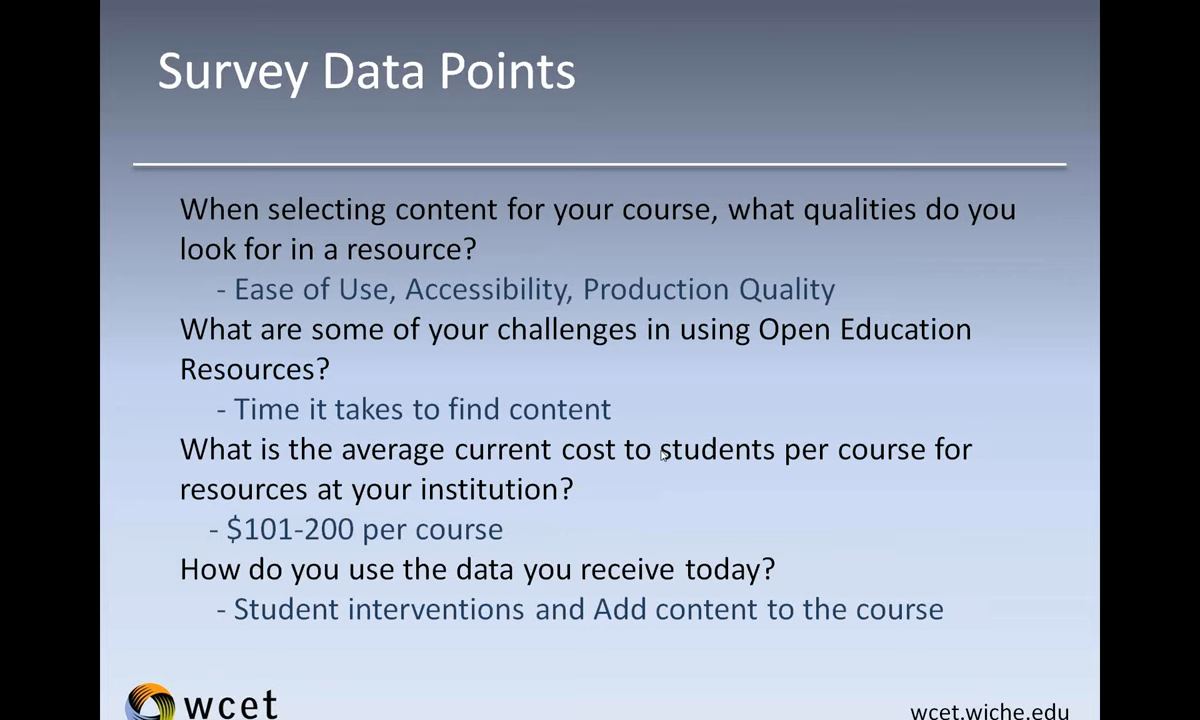 Survey Data Points
When selecting content for your course, what qualities do you
look for in a resource?
- Ease of Use, Accessibility, Production Quality
What are some of your challenges in using Open Education
Resources?
- Time it takes to find content
What is the average current cost to students per course for
resources at your institution?
- $101-200 per course
How do you use the data you receive today?
- Student interventions and Add content to the course
wcet
wcet.wiche.edu